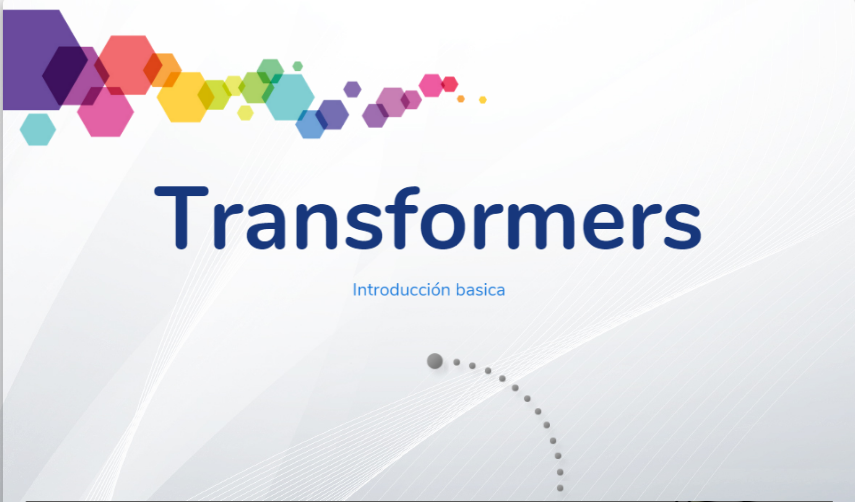 Transformers
Introducción basica